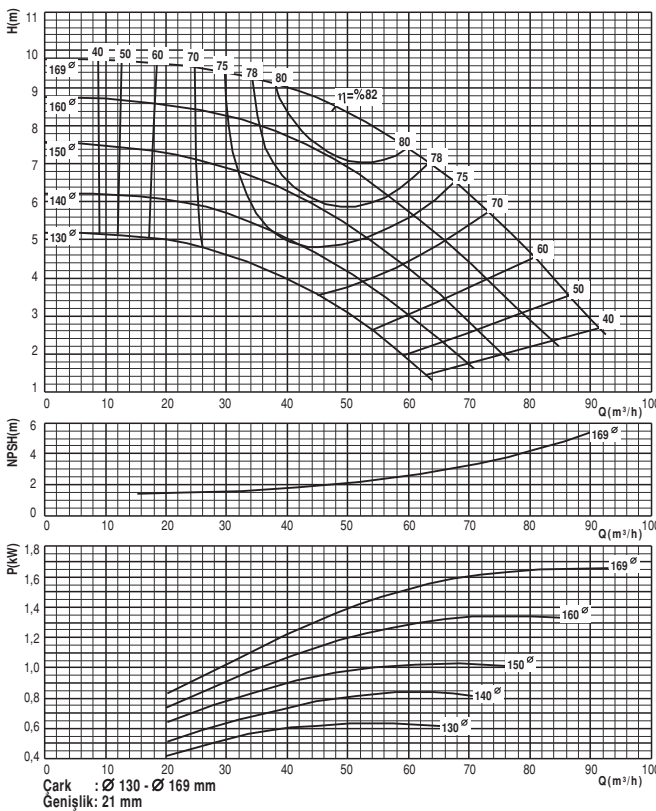 H(m)
11
10
9
8
7
6
5
4
3
2
1
40 50 60 70 75 78 80
η=%82
169 Ø
160 Ø
150 Ø
140 Ø
130 Ø
80
78
75
70
60
50
40
0 10 20 30 40 50 60 70 80 90 100
Q(m³/h)
NPSH(m)
6
4
2
0
169 Ø
0 10 20 30 40 50 60 70 80 90 100
Q(m³/h)
P(kW)
1,8
1,6
1,4
1,2
1,0
0,8
0,6
0,4
169 Ø
160 Ø
150 Ø
140 Ø
130 Ø
0 10 20 30 40 50 60 70 80 90 100
Q(m³/h)
Çark : Ø 130 - Ø 169 mm
Genişlik: 21 mm